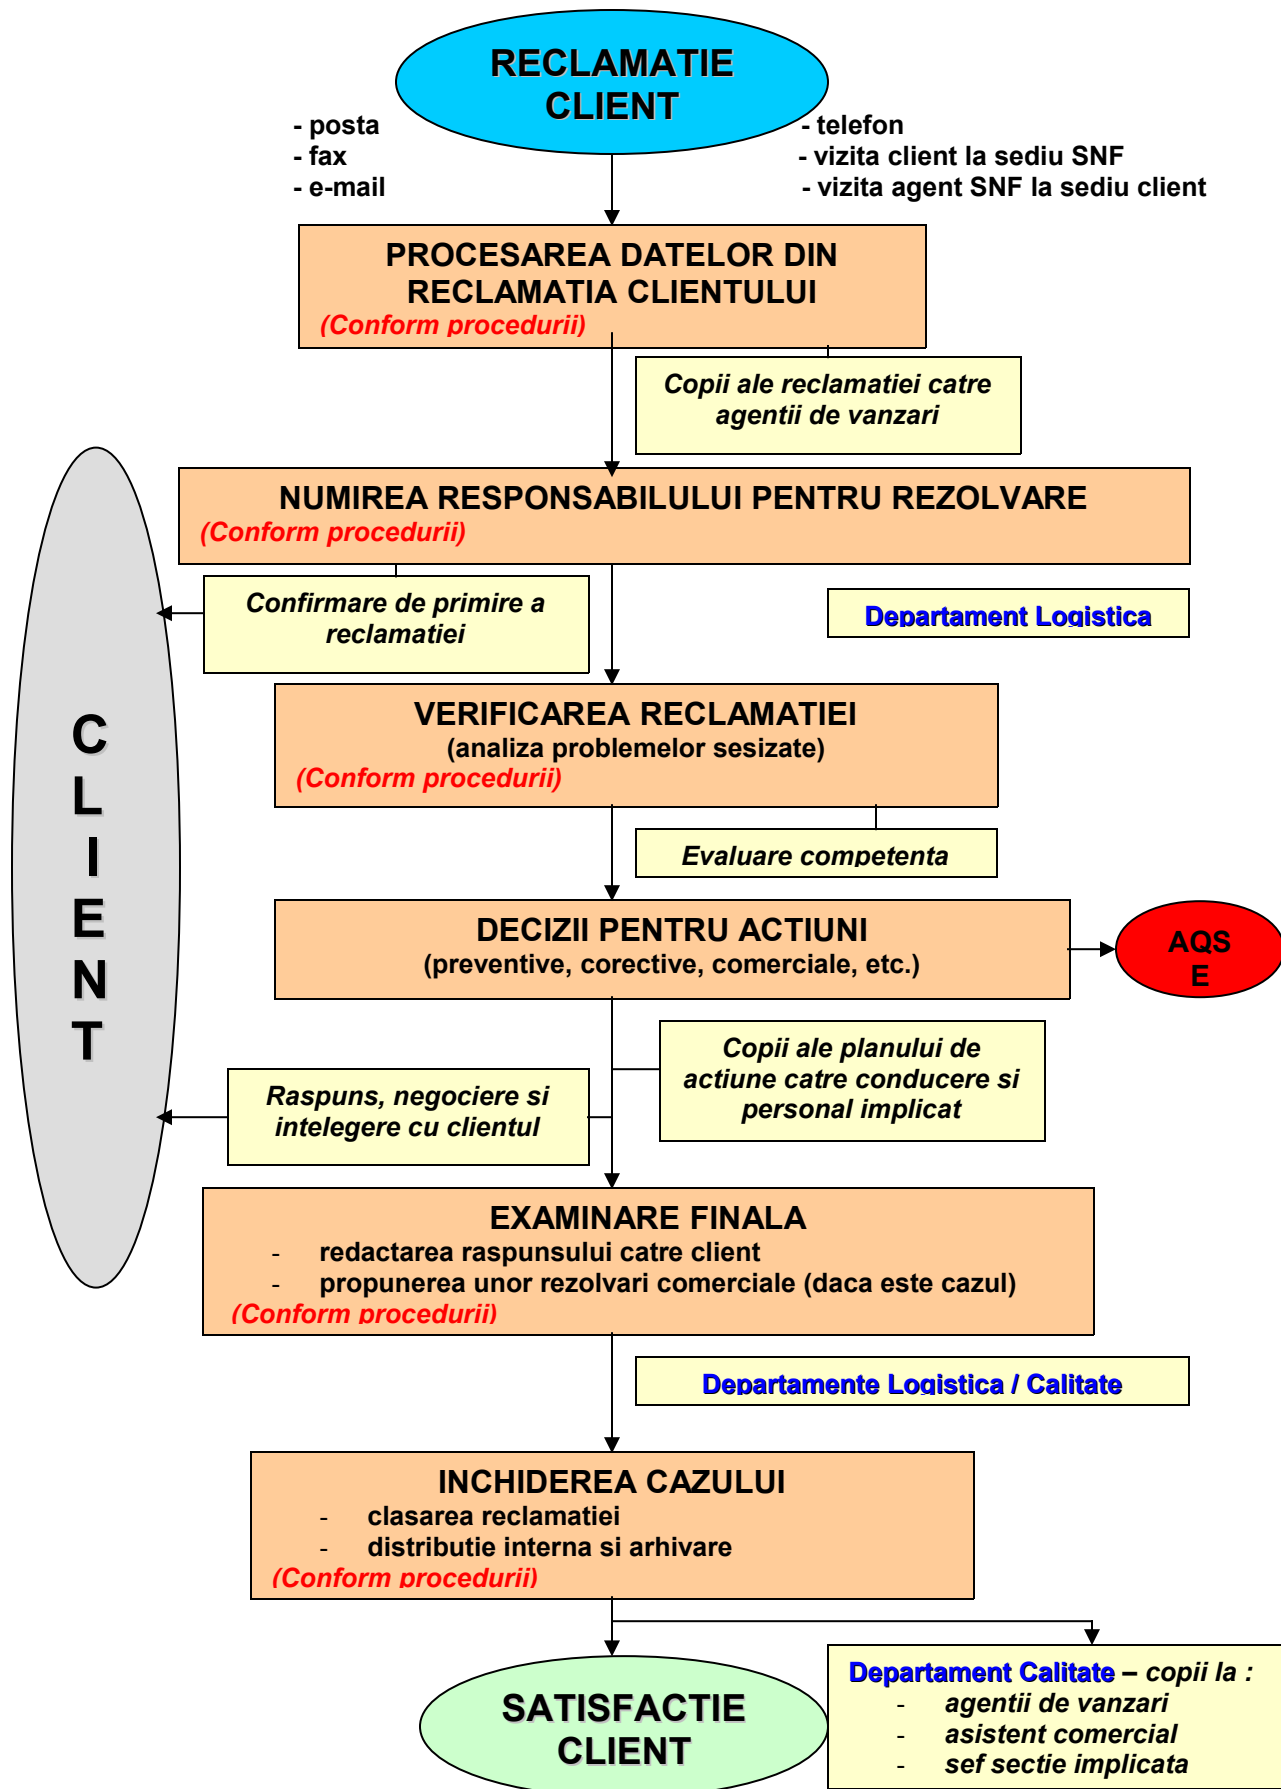 RECLAMATIE
CLIENT
- posta
- fax
- e-mail
- telefon
- vizita client la sediu SNF
- vizita agent SNF la sediu client
PROCESAREA DATELOR DIN
RECLAMATIA CLIENTULUI
(Conform procedurii)
Copii ale reclamatiei catre
agentii de vanzari
NUMIREA RESPONSABILULUI PENTRU REZOLVARE
(Conform procedurii)
Confirmare de primire a
reclamatiei
Departament Logistica
C
L
I
E
N
T
VERIFICAREA RECLAMATIEI
(analiza problemelor sesizate)
(Conform procedurii)
Evaluare competenta
DECIZII PENTRU ACTIUNI
(preventive, corective, comerciale, etc.)
AQS
E
Copii ale planului de
actiune catre conducere si
personal implicat
Raspuns, negociere si
intelegere cu clientul
EXAMINARE FINALA
- redactarea raspunsului catre client
- propunerea unor rezolvari comerciale (daca este cazul)
(Conform procedurii)
Departamente Logistica / Calitate
INCHIDEREA CAZULUI
- clasarea reclamatiei
- distributie interna si arhivare
(Conform procedurii)
SATISFACTIE
CLIENT
Departament Calitate – copii la :
- agentii de vanzari
- asistent comercial
- sef sectie implicata